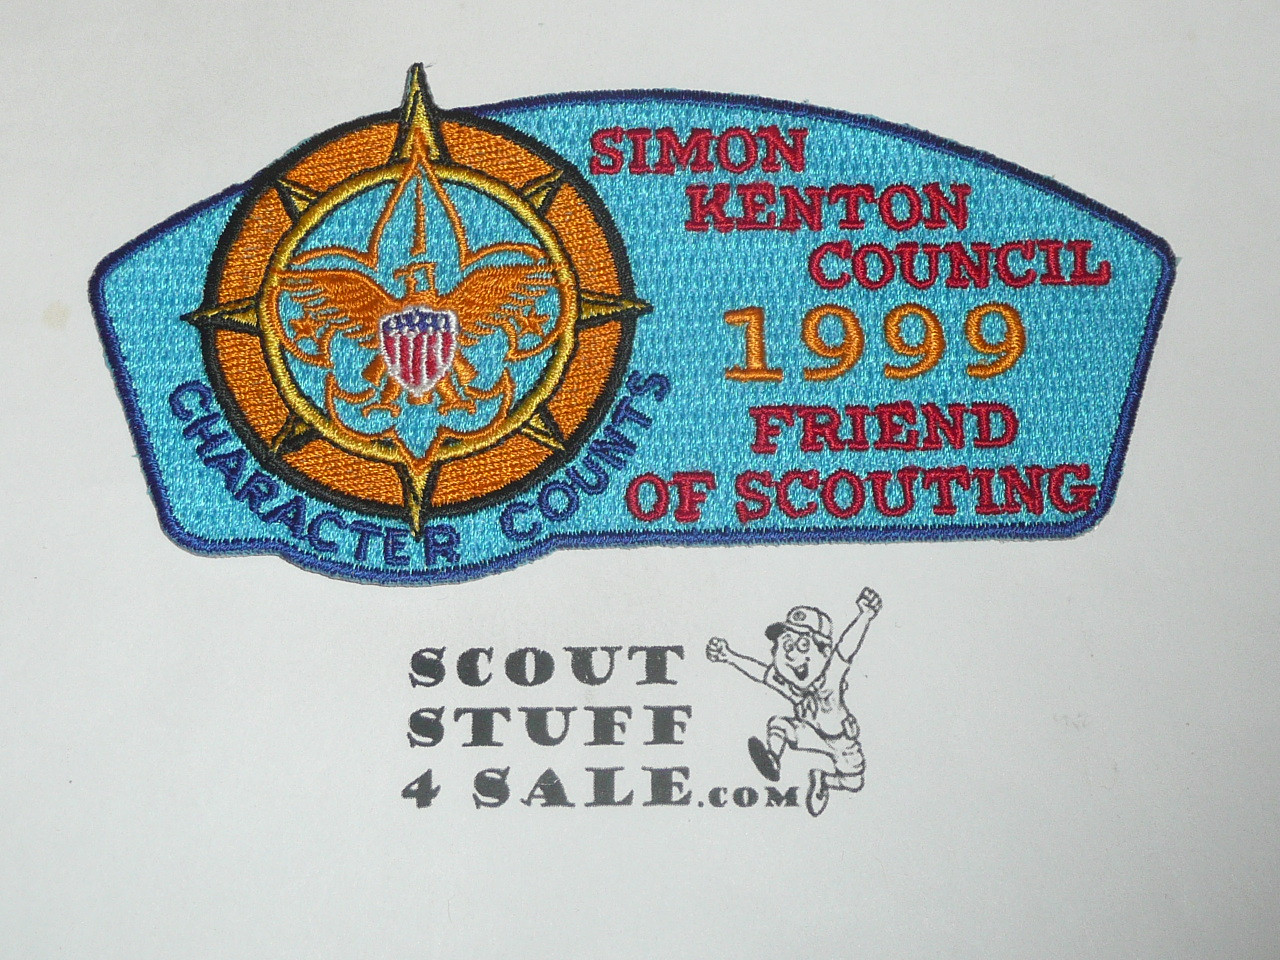 SIMON
KENTON
COUNCIL
1999
FRIEND
OF SCOUTING
CHARACTER COUNTS
SCOUT
STUFF
4 SALE.COM